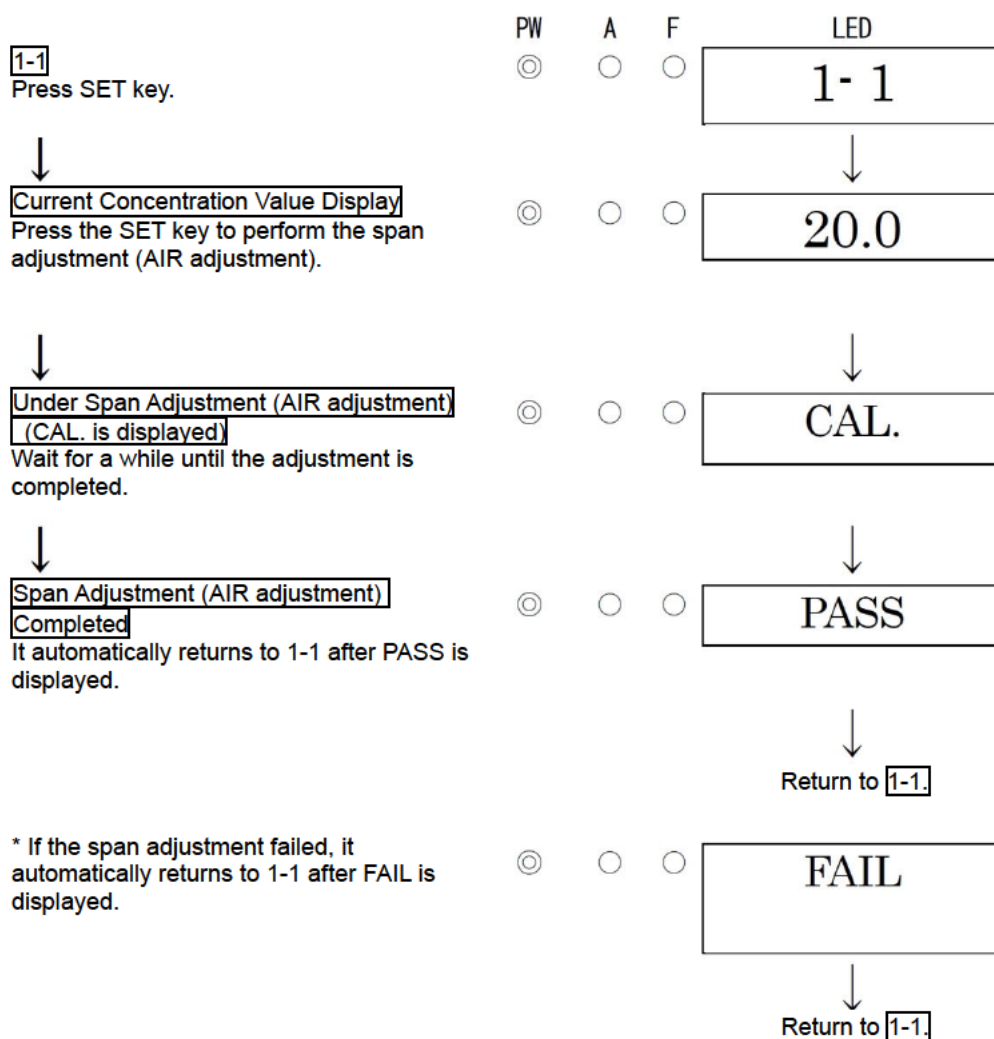 PW A F LED
1-1
Press SET key.
1- 1
Current Concentration Value Display
Press the SET key to perform the span
adjustment (AIR adjustment).
20.0
Under Span Adjustment (AIR adjustment)
(CAL. is displayed)
Wait for a while until the adjustment is
completed.
CAL.
Span Adjustment (AIR adjustment)
Completed
It automatically returns to 1-1 after PASS is
displayed.
PASS
Return to 1-1.
* If the span adjustment failed, it
automatically returns to 1-1 after FAIL is
displayed.
FAIL
Return to 1-1.